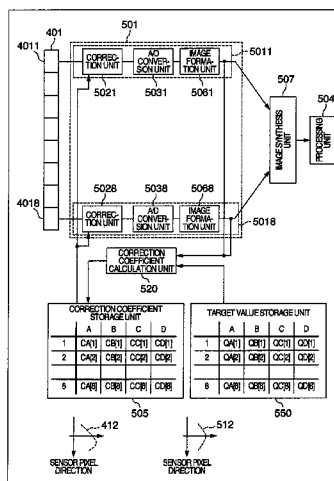 401
501
4011
5011
CORREC-
TION UNIT
A/D
CONVER-
SION UNIT
IMAGE
FORMA-
TION UNIT
5021
5031
5061
507
504
IMAGE SYNTHESIS
UNIT
PROCESSING
UNIT
4018
5028
5038
5068
CORREC-
TION UNIT
A/D
CONVER-
SION UNIT
IMAGE
FORMA-
TION UNIT
5018
CORRECTION
COEFFICIENT
CALCULATION UNIT
520
CORRECTION COEFFICIENT
STORAGE UNIT
A B C D
1 CA[1] CB[1] CC[1] CD[1]
2 CA[2] CB[2] CC[2] CD[2]
8 CA[8] CB[8] CC[8] CD[8]
505
TARGET VALUE STORAGE UNIT
A B C D
1 QA[1] QB[1] QC[1] QD[1]
2 QA[2] QB[2] QC[2] QD[2]
8 QA[8] QB[8] QC[8] QD[8]
550
412
SENSOR PIXEL
DIRECTION
512
SENSOR PIXEL
DIRECTION